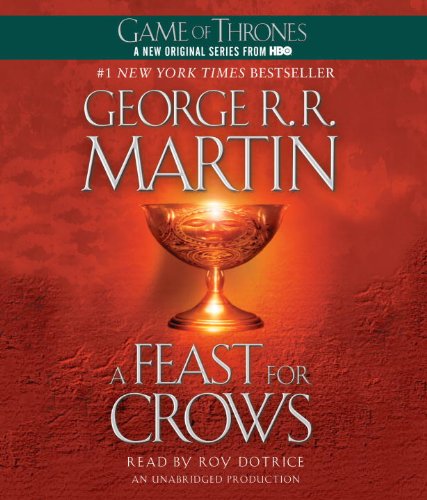 GAME OF THRONES
A NEW ORIGINAL SERIES FROM HBO
#1 NEW YORK TIMES BESTSELLER
GEORGE R. R.
MARTIN
A FEAST FOR
CROWS
READ BY ROY DOTRICE
AN UNABRIDGED PRODUCTION